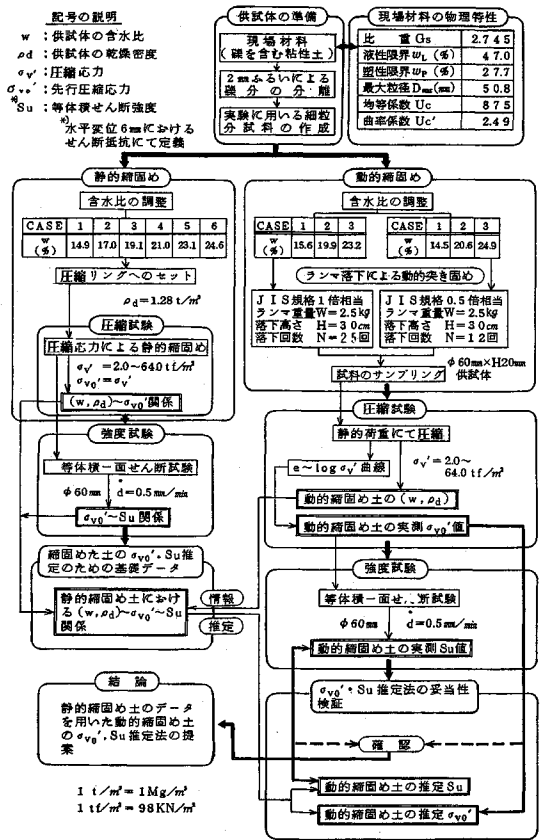 記号の説明
w : 供試体の含水比
ρd : 供試体の乾燥密度
σv' : 圧縮応力
σvo' : 先行圧縮応力
*)Su : 等体積せん断強度
*)水平変位6mmにおける
せん断抵抗にて定義
供試体の準備
現場材料
(礫を含む粘性土)
2mmふるいによる
礫分の分離
実験に用いる細粒
分試料の作成
現場材料の物理特性
比重 Gs 2.745
液性限界 wL (%) 47.0
塑性限界 wP (%) 27.7
最大粒径 Dmax(mm) 50.8
均等係数 Uc 875
曲率係数 Uc' 2.49
静的締固め
含水比の調整
CASE 1 2 3 4 5 6
w (%) 14.9 17.0 19.1 21.0 23.1 24.6
圧縮リングへのセット
ρd=1.28t/m³
圧縮試験
圧縮応力による静的締固め
σv'=2.0~64.0tf/m²
σvo'=σv'
(w,ρd)~σvo'関係
強度試験
等体積一面せん断試験
φ60mm ḋ=0.5mm/min
σvo'~Su関係
締固めた土のσvo'・Su推
定のための基礎データ
静的締固め土におけ
る(w,ρd)~σvo'~Su
関係
情報
推定
動的締固め
含水比の調整
CASE 1 2 3
w (%) 15.6 19.9 23.2
CASE 1 2 3
w (%) 14.5 20.6 24.9
ランマ落下による動的突き固め
JIS規格1倍相当
ランマ重量W=2.5kg
落下高さ H=30cm
落下回数 N=25回
JIS規格0.5倍相当
ランマ重量W=2.5kg
落下高さ H=30cm
落下回数 N=12回
試料のサンプリング
φ60mm×H20mm
供試体
圧縮試験
静的荷重にて圧縮
e~logσv'曲線
σv'=2.0~
64.0tf/m²
動的締固め土の(w,ρd)
動的締固め土の実測σvo'値
強度試験
等体積一面せん断試験
φ60mm ḋ=0.5mm/min
動的締固め土の実測Su値
σvo'・Su推定法の妥当性
検証
確認
動的締固め土の推定Su
動的締固め土の推定σvo'
結論
静的締固め土のデータ
を用いた動的締固め土
のσvo',Su推定法の提
案
1 t/m³=1Mg/m³
1 tf/m²=98KN/m²